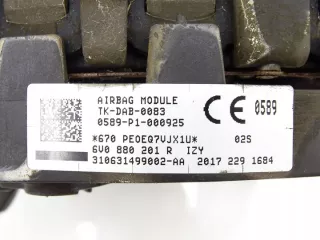 AIRBAG MODULE
TK-DAB-0083
0589-P1-000925
CE 0589
*670 PEOEQ7VJX1U* 02S
6V0 880 201 R IZY
310631499002-AA 2017 229 1684